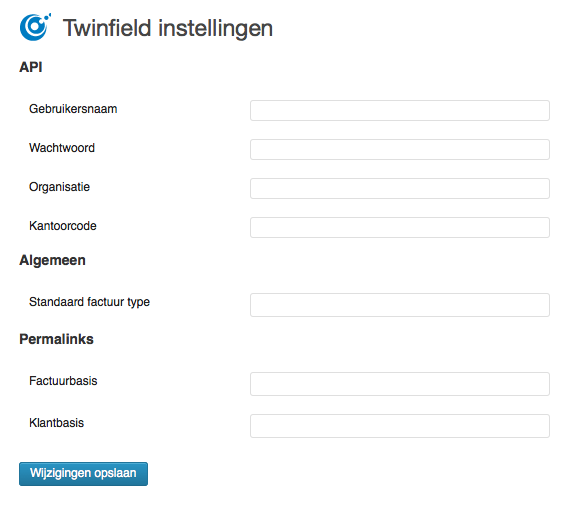 Twinfield instellingen
API
Gebruikersnaam
Wachtwoord
Organisatie
Kantoorcode
Algemeen
Standaard factuur type
Permalinks
Factuurbasis
Klantbasis
Wijzigingen opslaan